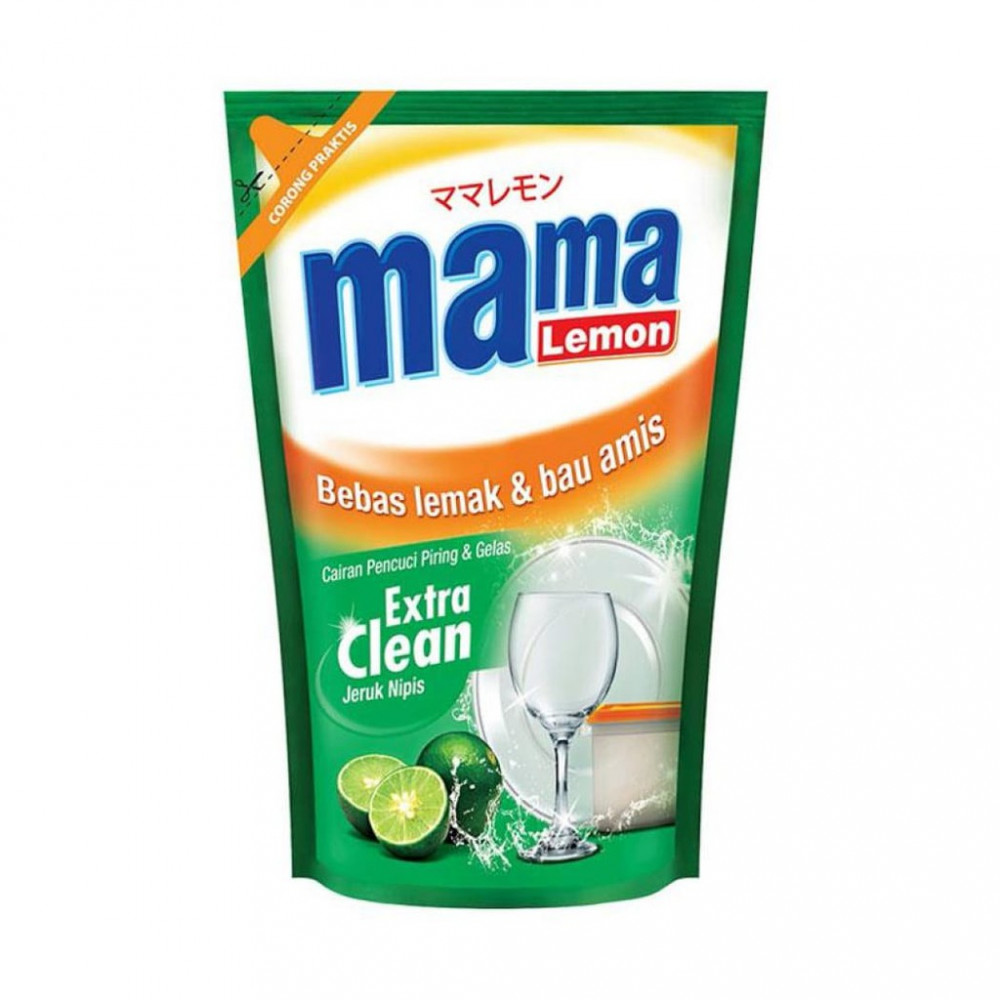 CORONG PRAKTIS
ママレモン
mama
Lemon
Bebas lemak & bau amis
Cairan Pencuci Piring & Gelas
Extra
Clean
Jeruk Nipis